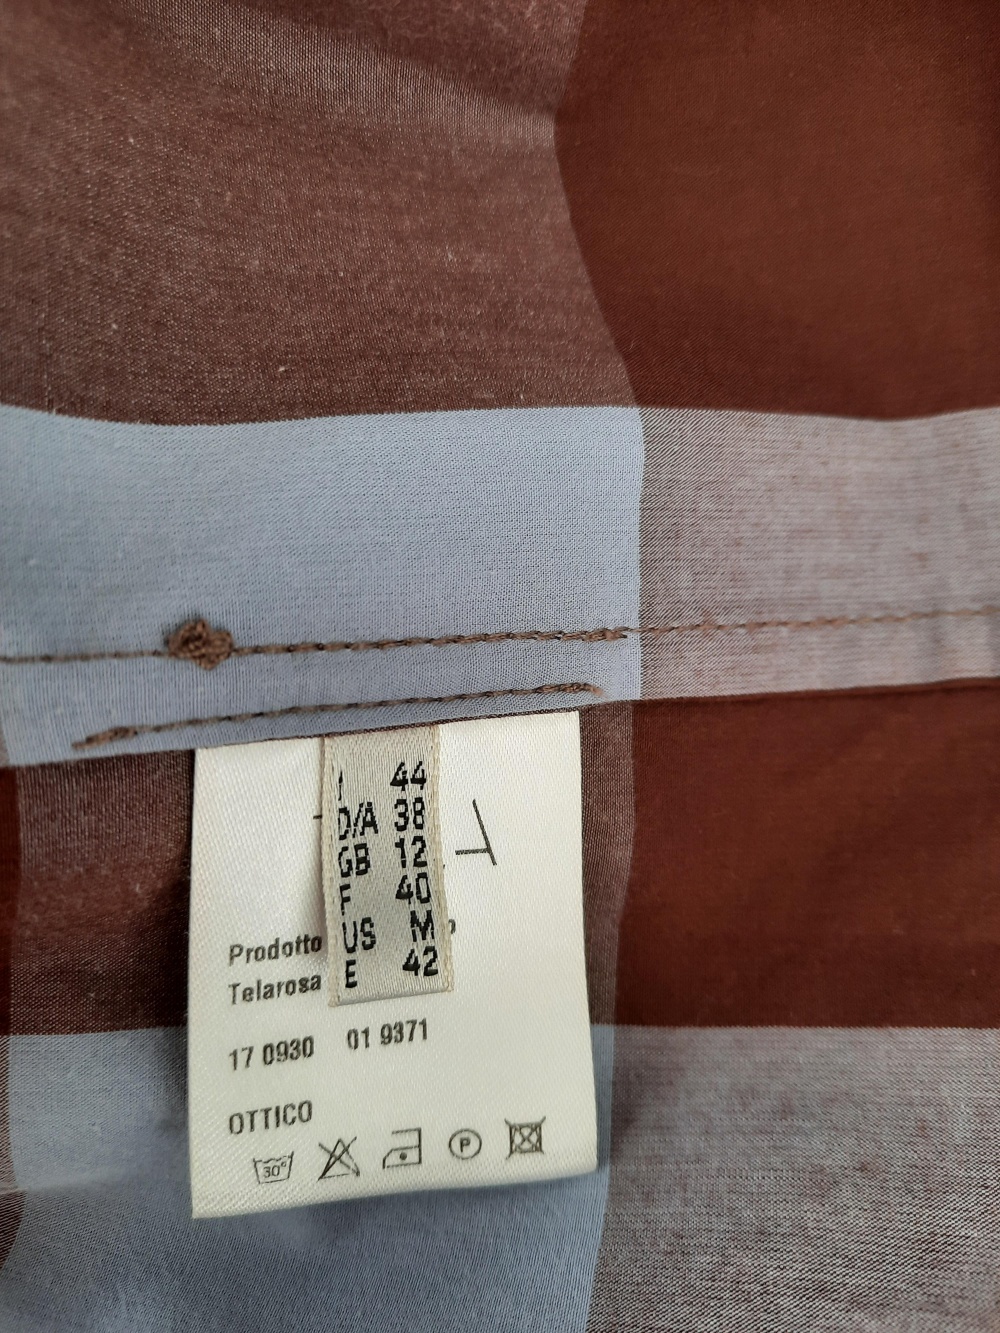 I 44
D/A 38
GB 12
F 40
US M
E 42
Prodotto
Telarosa
17 0930 01 9371
OTTICO
30°
P